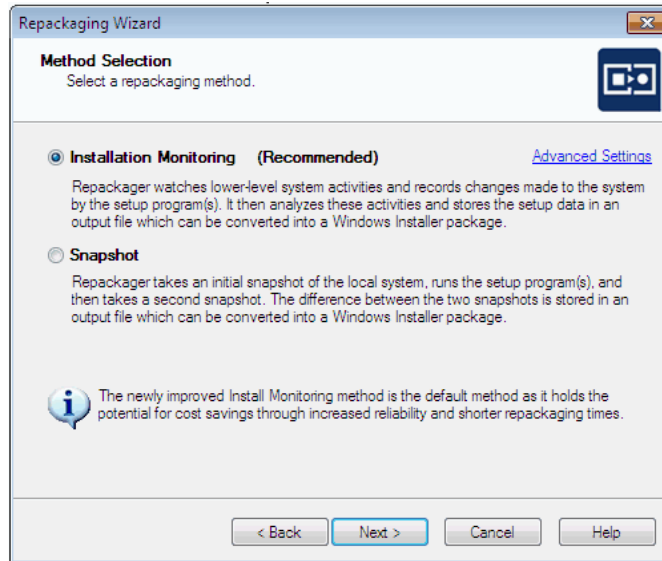 Repackaging Wizard
Method Selection
Select a repackaging method.
Installation Monitoring (Recommended)
Advanced Settings
Repackager watches lower-level system activities and records changes made to the system
by the setup program(s). It then analyzes these activities and stores the setup data in an
output file which can be converted into a Windows Installer package.
Snapshot
Repackager takes an initial snapshot of the local system, runs the setup program(s), and
then takes a second snapshot. The difference between the two snapshots is stored in an
output file which can be converted into a Windows Installer package.
The newly improved Install Monitoring method is the default method as it holds the
potential for cost savings through increased reliability and shorter repackaging times.
< Back
Next >
Cancel
Help